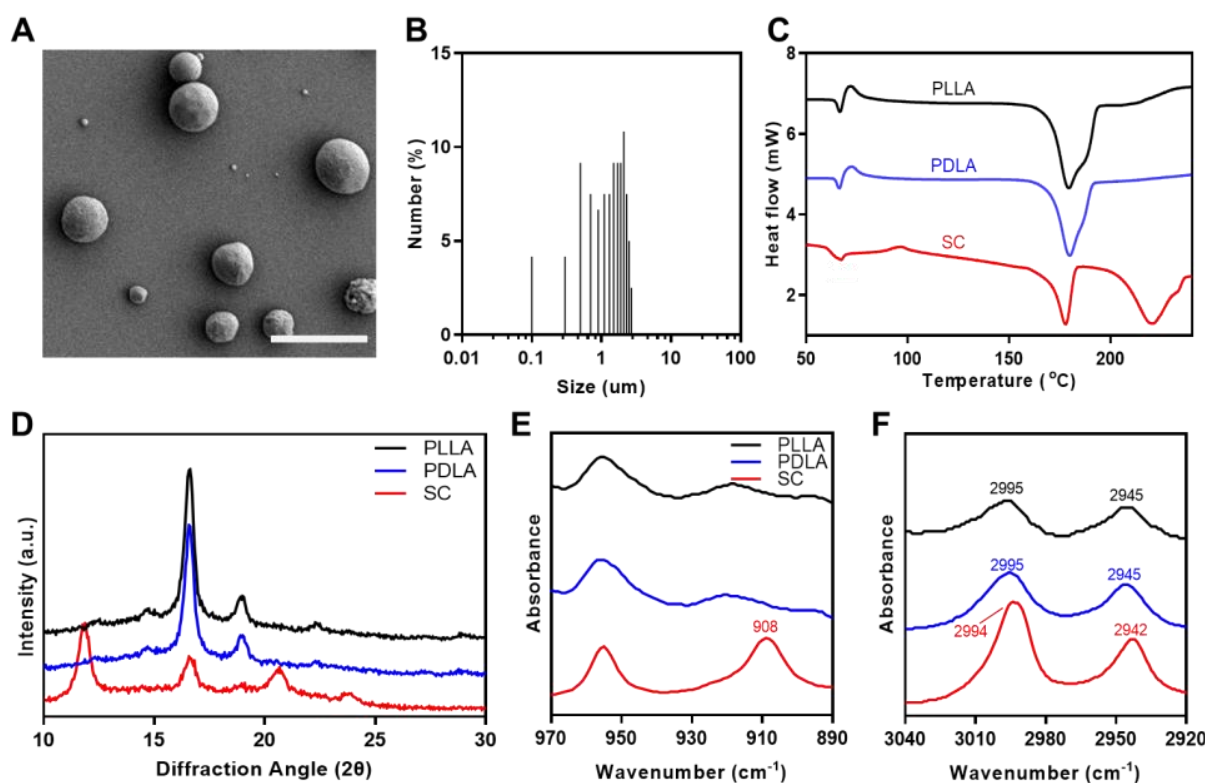 A
B
15
10
5
0
Number (%)
0.01 0.1 1 10 100
Size (um)
C
8
6
4
2
Heat flow (mW)
PLLA
PDLA
SC
50 100 150 200
Temperature (°C)
D
PLLA
PDLA
SC
Intensity (a.u.)
10 15 20 25 30
Diffraction Angle (2θ)
E
PLLA
PDLA
SC
908
Absorbance
970 950 930 910 890
Wavenumber (cm-1)
F
2995 2945
2995 2945
2994 2942
Absorbance
3040 3010 2980 2950 2920
Wavenumber (cm-1)